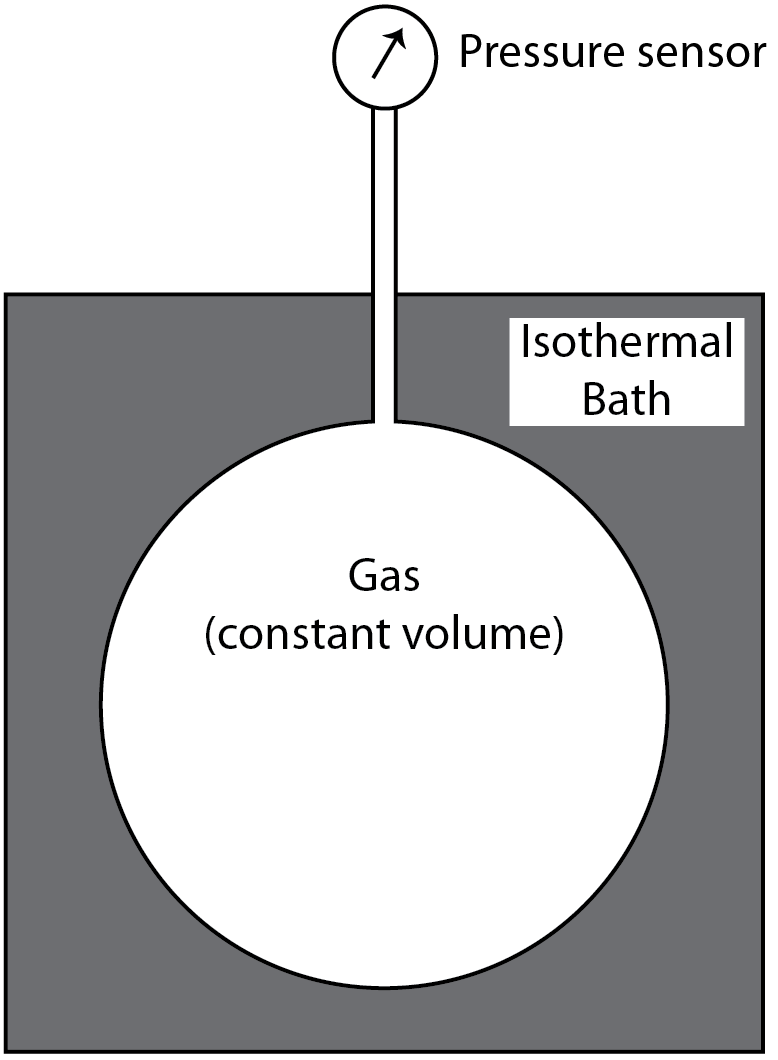 Pressure sensor
Isothermal
Bath
Gas
(constant volume)